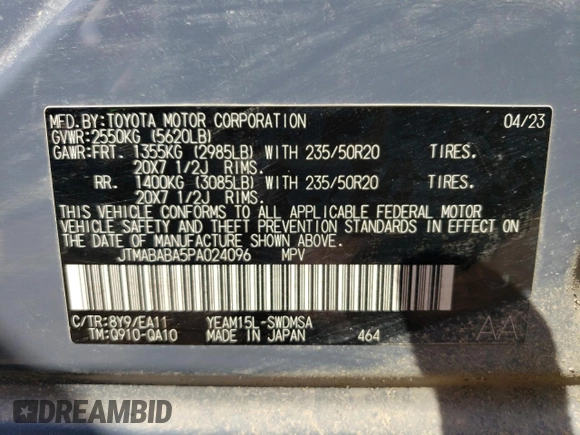 MFD.BY:TOYOTA MOTOR CORPORATION 04/23
GVWR:2550KG (5620LB)
GAWR:FRT. 1355KG (2985LB) WITH 235/50R20 TIRES.
20X7 1/2J RIMS.
RR. 1400KG (3085LB) WITH 235/50R20 TIRES.
20X7 1/2J RIMS.
THIS VEHICLE CONFORMS TO ALL APPLICABLE FEDERAL MOTOR
VEHICLE SAFETY AND THEFT PREVENTION STANDARDS IN EFFECT ON
THE DATE OF MANUFACTURE SHOWN ABOVE.
JTMABABA5PA024096 MPV
C/TR:8Y9/EA11 YEAM15L-SWDMSA
TM:Q910-QA10 MADE IN JAPAN 464 AA
DREAMBID